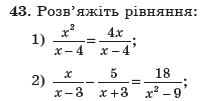 43. Розв'яжіть рівняння:
1) x²/(x – 4) = 4x/(x – 4);
2) x/(x – 3) – 5/(x + 3) = 18/(x² – 9);